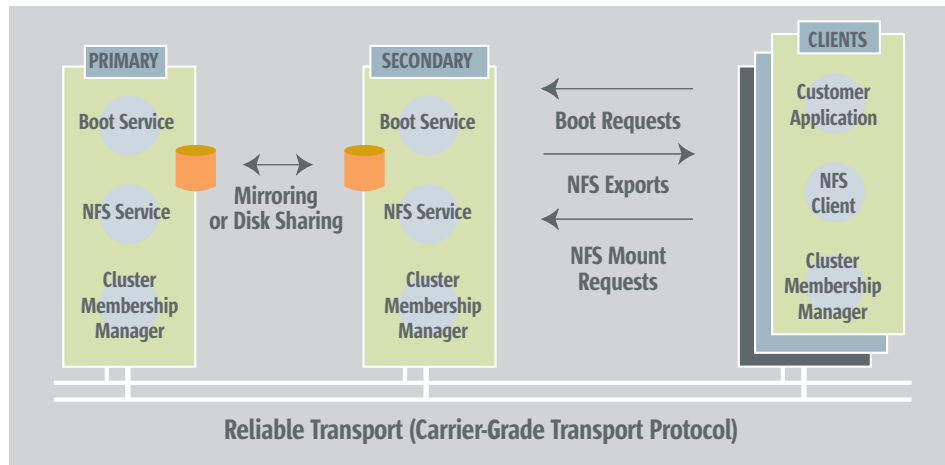 PRIMARY
Boot Service
NFS Service
Cluster
Membership
Manager
Mirroring
or Disk Sharing
SECONDARY
Boot Service
NFS Service
Cluster
Membership
Manager
Boot Requests
NFS Exports
NFS Mount
Requests
CLIENTS
Customer
Application
NFS
Client
Cluster
Membership
Manager
Reliable Transport (Carrier-Grade Transport Protocol)